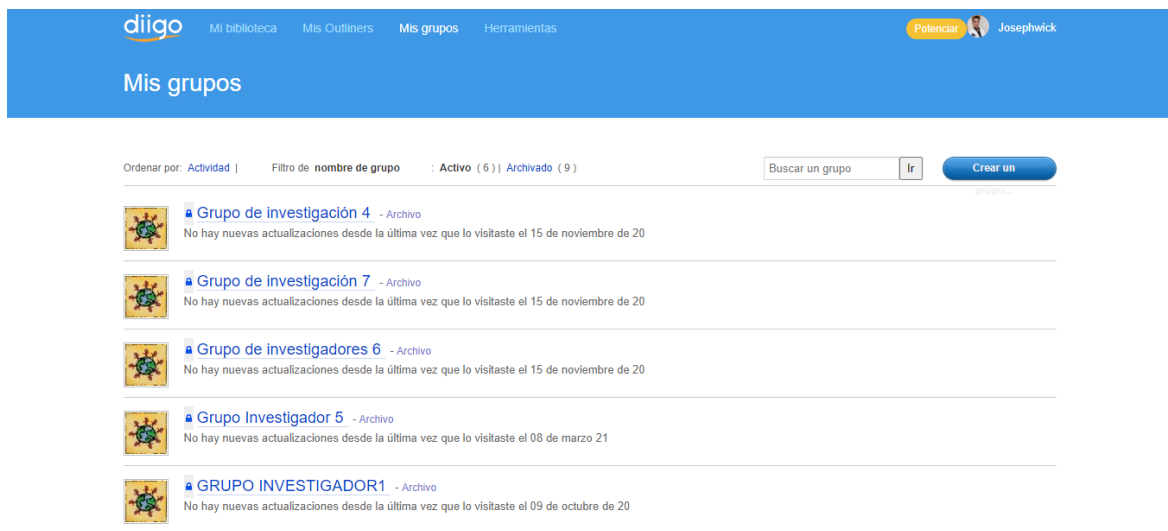 diigo Mi biblioteca Mis Outliners Mis grupos Herramientas Potenciar Josephwick
Mis grupos
Ordenar por: Actividad | Filtro de nombre de grupo : Activo ( 6 ) | Archivado ( 9 ) Buscar un grupo Ir Crear un
grupo...
Grupo de investigación 4 - Archivo
No hay nuevas actualizaciones desde la última vez que lo visitaste el 15 de noviembre de 20
Grupo de investigación 7 - Archivo
No hay nuevas actualizaciones desde la última vez que lo visitaste el 15 de noviembre de 20
Grupo de investigadores 6 - Archivo
No hay nuevas actualizaciones desde la última vez que lo visitaste el 15 de noviembre de 20
Grupo Investigador 5 - Archivo
No hay nuevas actualizaciones desde la última vez que lo visitaste el 08 de marzo 21
GRUPO INVESTIGADOR1 - Archivo
No hay nuevas actualizaciones desde la última vez que lo visitaste el 09 de octubre de 20